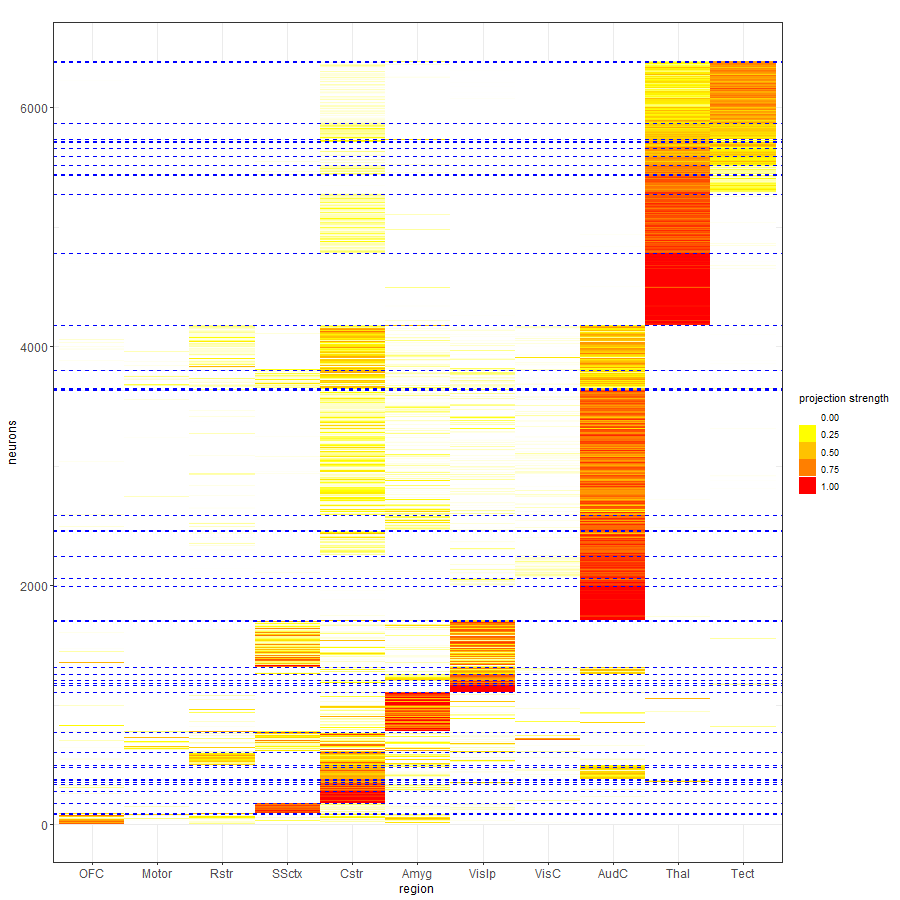 6000
4000
2000
0
neurons
OFC Motor Rstr SSctx Cstr Amyg VisIp VisC AudC Thal Tect
region
projection strength
0.00
0.25
0.50
0.75
1.00